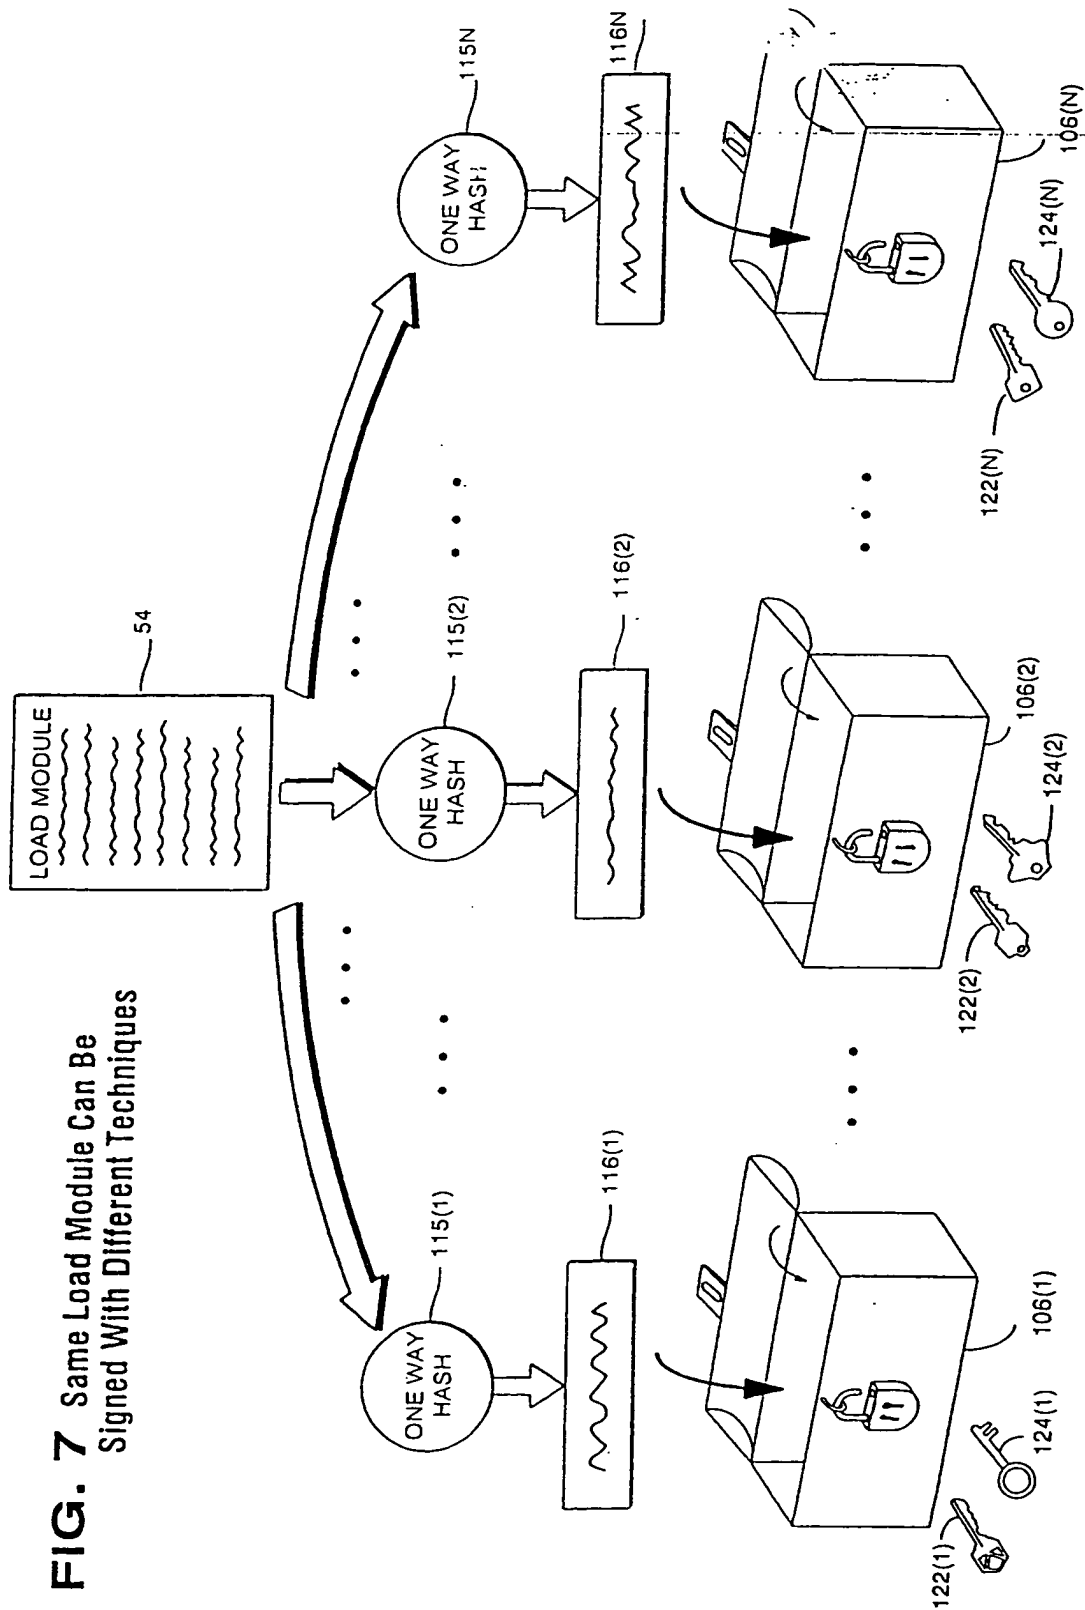 FIG. 7 Same Load Module Can Be
Signed With Different Techniques
LOAD MODULE
54
ONE WAY
HASH
115(1)
ONE WAY
HASH
115(2)
ONE WAY
HASH
115N
116(1)
116(2)
116N
106(1)
122(1)
124(1)
106(2)
122(2)
124(2)
106(N)
122(N)
124(N)